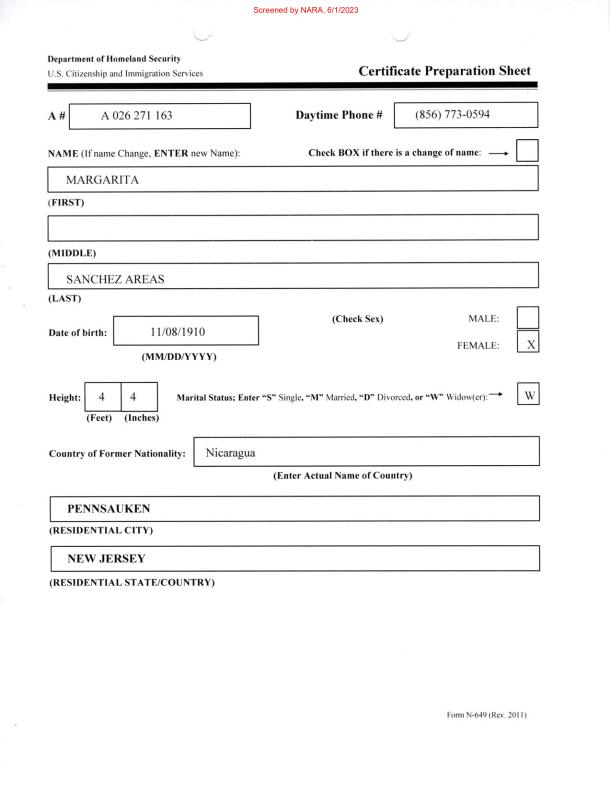 Screened by NARA, 6/1/2023
Department of Homeland Security
U.S. Citizenship and Immigration Services
Certificate Preparation Sheet
A # A 026 271 163 Daytime Phone # (856) 773-0594
NAME (If name Change, ENTER new Name): Check BOX if there is a change of name:
MARGARITA
(FIRST)
(MIDDLE)
SANCHEZ AREAS
(LAST)
(Check Sex) MALE:
Date of birth: 11/08/1910
FEMALE: X
(MM/DD/YYYY)
Height: 4 4 Marital Status; Enter “S” Single, “M” Married, “D” Divorced, or “W” Widow(er): W
(Feet) (Inches)
Country of Former Nationality: Nicaragua
(Enter Actual Name of Country)
PENNSAUKEN
(RESIDENTIAL CITY)
NEW JERSEY
(RESIDENTIAL STATE/COUNTRY)
Form N-649 (Rev. 2011)